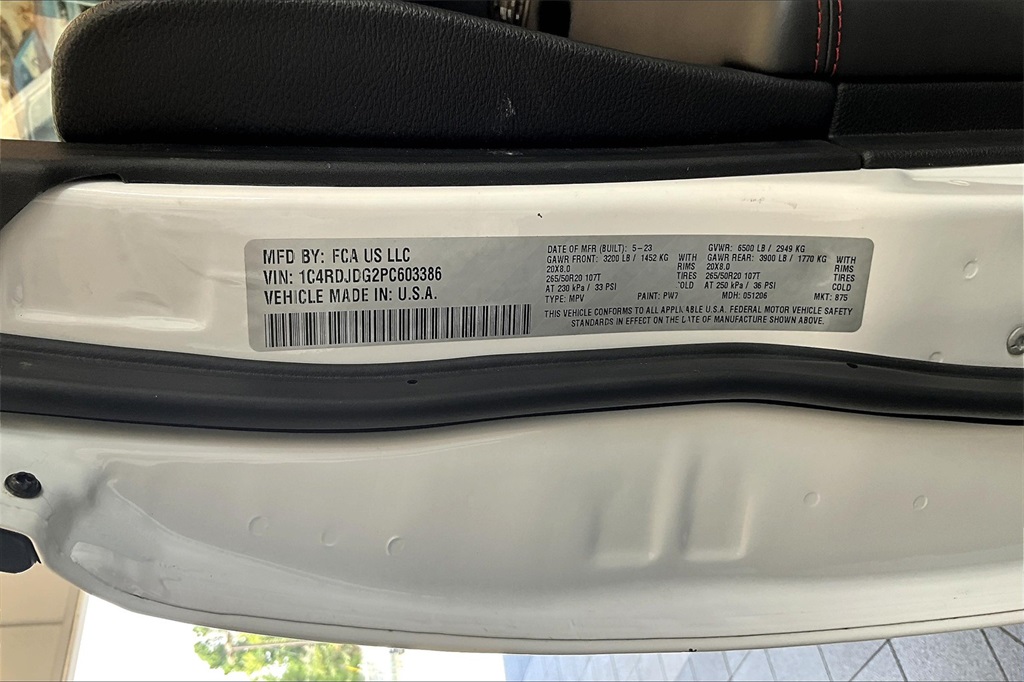 MFD BY: FCA US LLC
VIN: 1C4RDJDG2PC603386
VEHICLE MADE IN: U.S.A.
DATE OF MFR (BUILT): 5-23 GVWR: 6500 LB / 2949 KG
GAWR FRONT: 3200 LB / 1452 KG WITH GAWR REAR: 3900 LB / 1770 KG WITH
20X8.0 RIMS 20X8.0 RIMS
265/50R20 107T TIRES 265/50R20 107T TIRES
AT 230 kPa / 33 PSI COLD AT 250 kPa / 36 PSI COLD
TYPE: MPV PAINT: PW7 MDH: 051206 MKT: 875
THIS VEHICLE CONFORMS TO ALL APPLICABLE U.S.A. FEDERAL MOTOR VEHICLE SAFETY
STANDARDS IN EFFECT ON THE DATE OF MANUFACTURE SHOWN ABOVE.